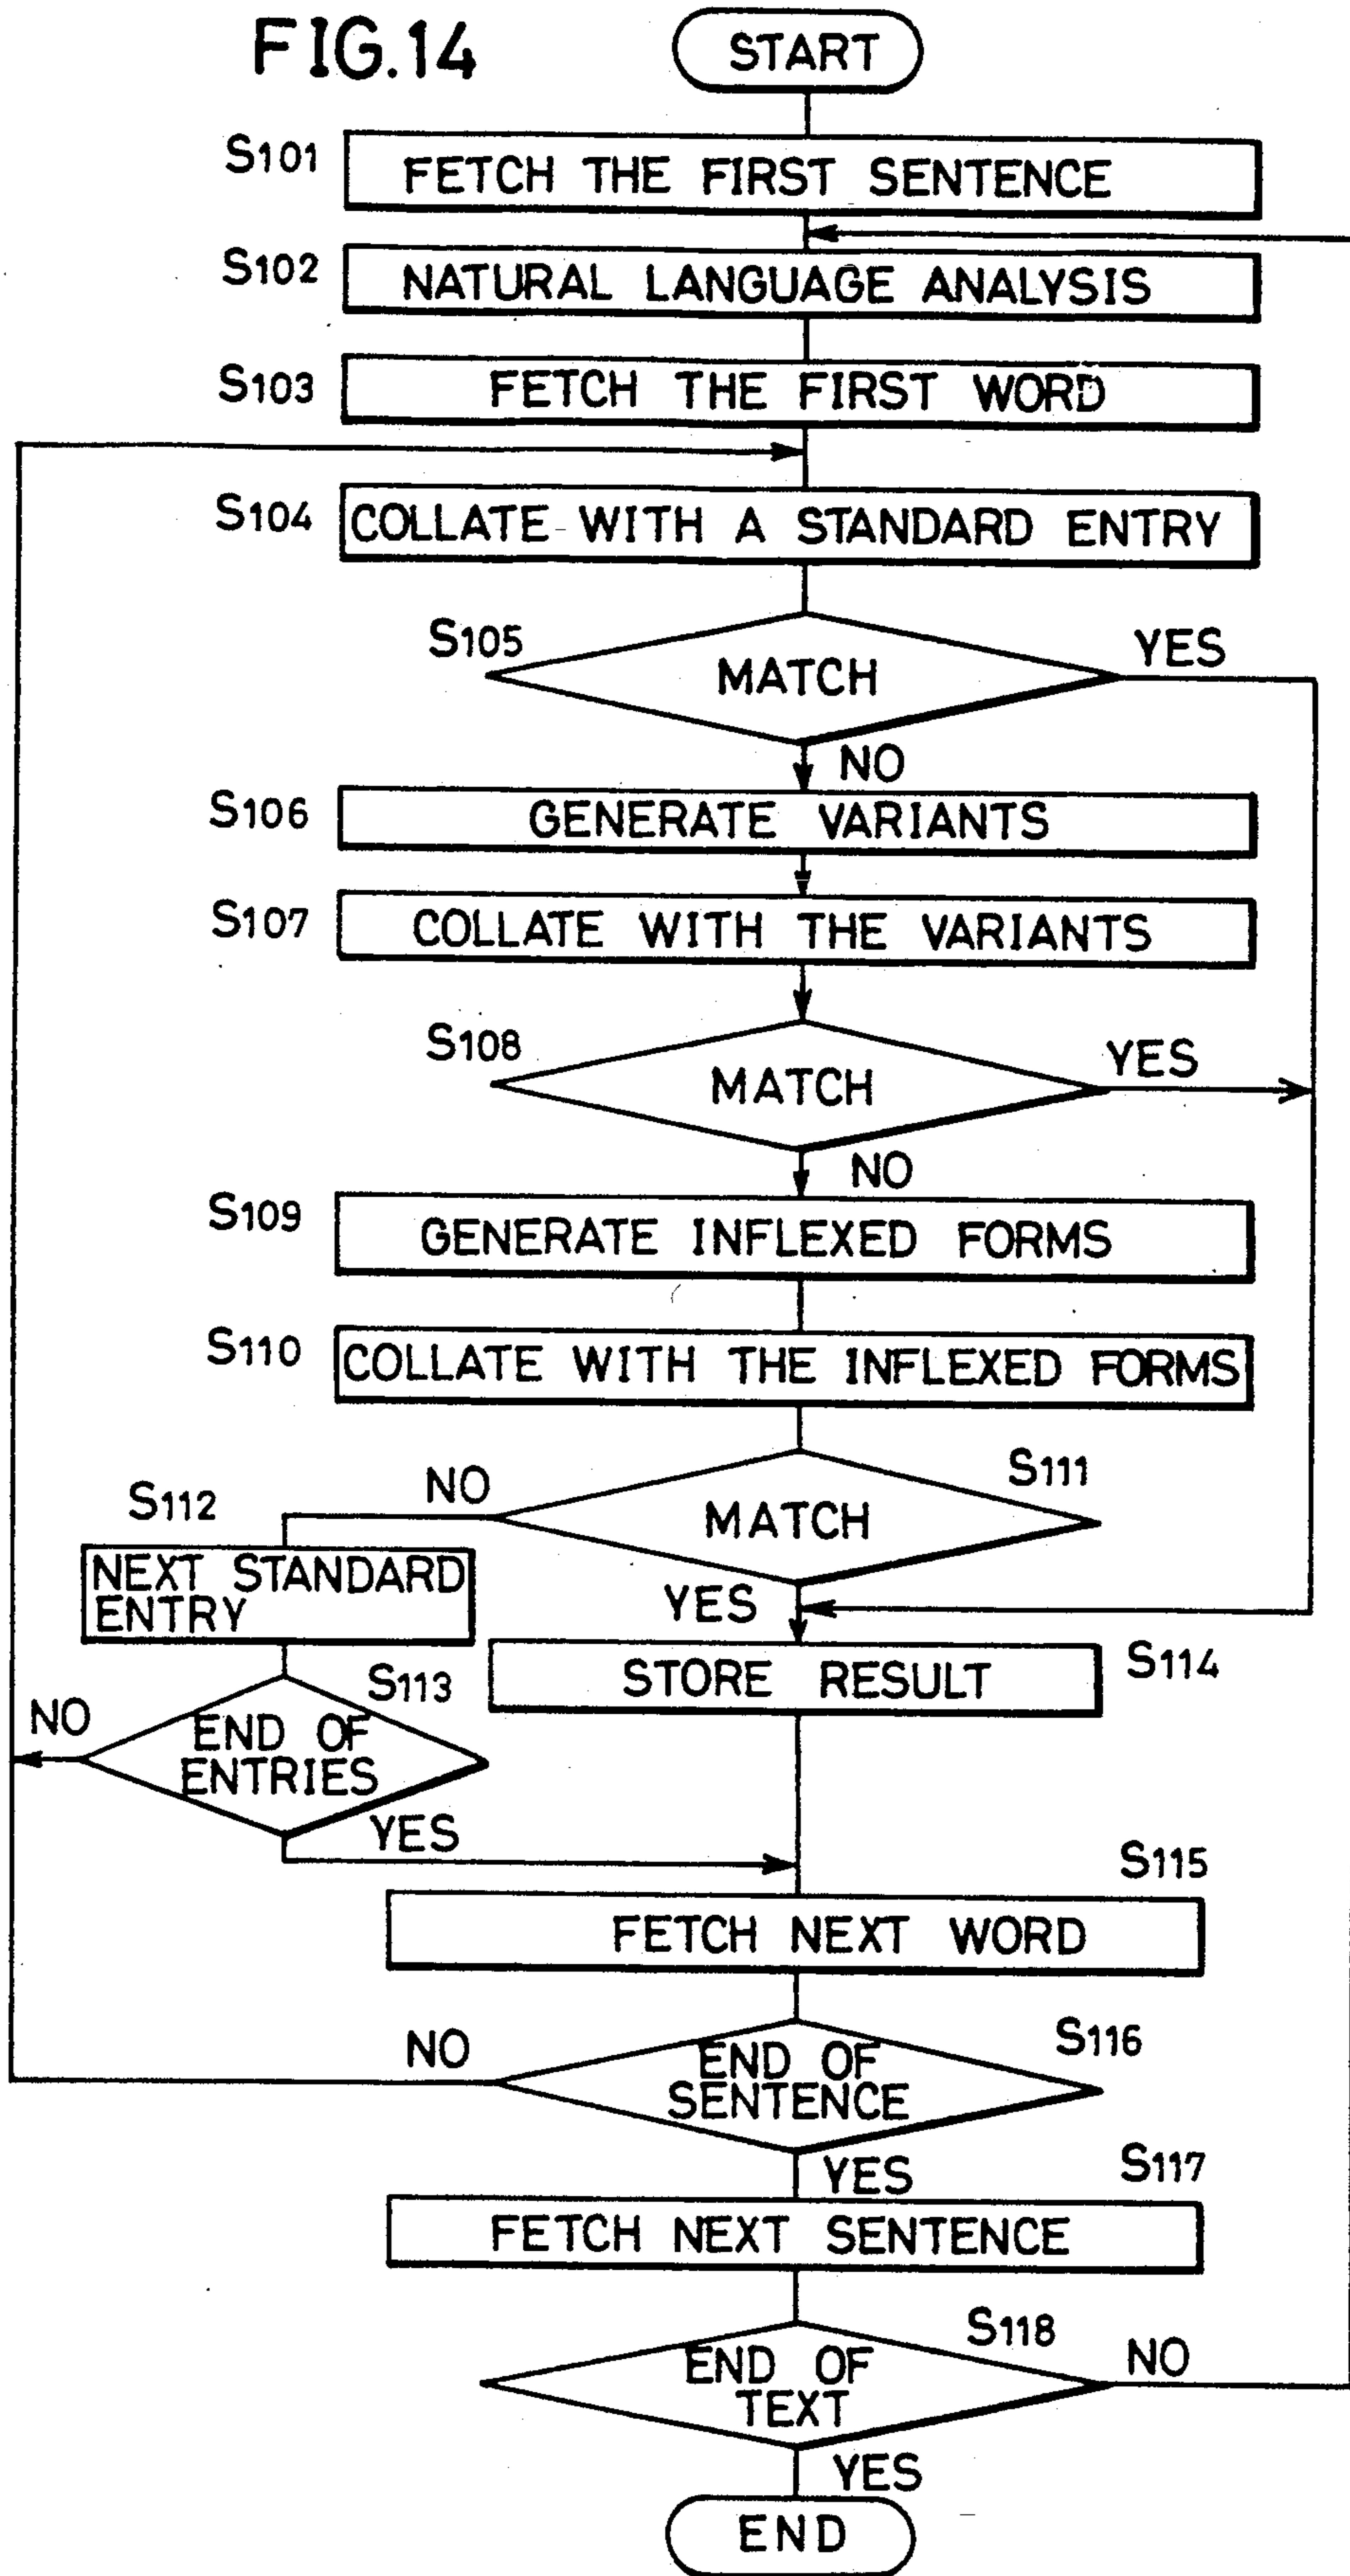 FIG.14
START
S101
FETCH THE FIRST SENTENCE
S102
NATURAL LANGUAGE ANALYSIS
S103
FETCH THE FIRST WORD
S104
COLLATE WITH A STANDARD ENTRY
S105
MATCH
YES
NO
S106
GENERATE VARIANTS
S107
COLLATE WITH THE VARIANTS
S108
MATCH
YES
NO
S109
GENERATE INFLEXED FORMS
S110
COLLATE WITH THE INFLEXED FORMS
S111
MATCH
NO
YES
S112
NEXT STANDARD
ENTRY
S113
END OF
ENTRIES
NO
YES
S114
STORE RESULT
S115
FETCH NEXT WORD
S116
END OF
SENTENCE
NO
YES
S117
FETCH NEXT SENTENCE
S118
END OF
TEXT
NO
YES
END